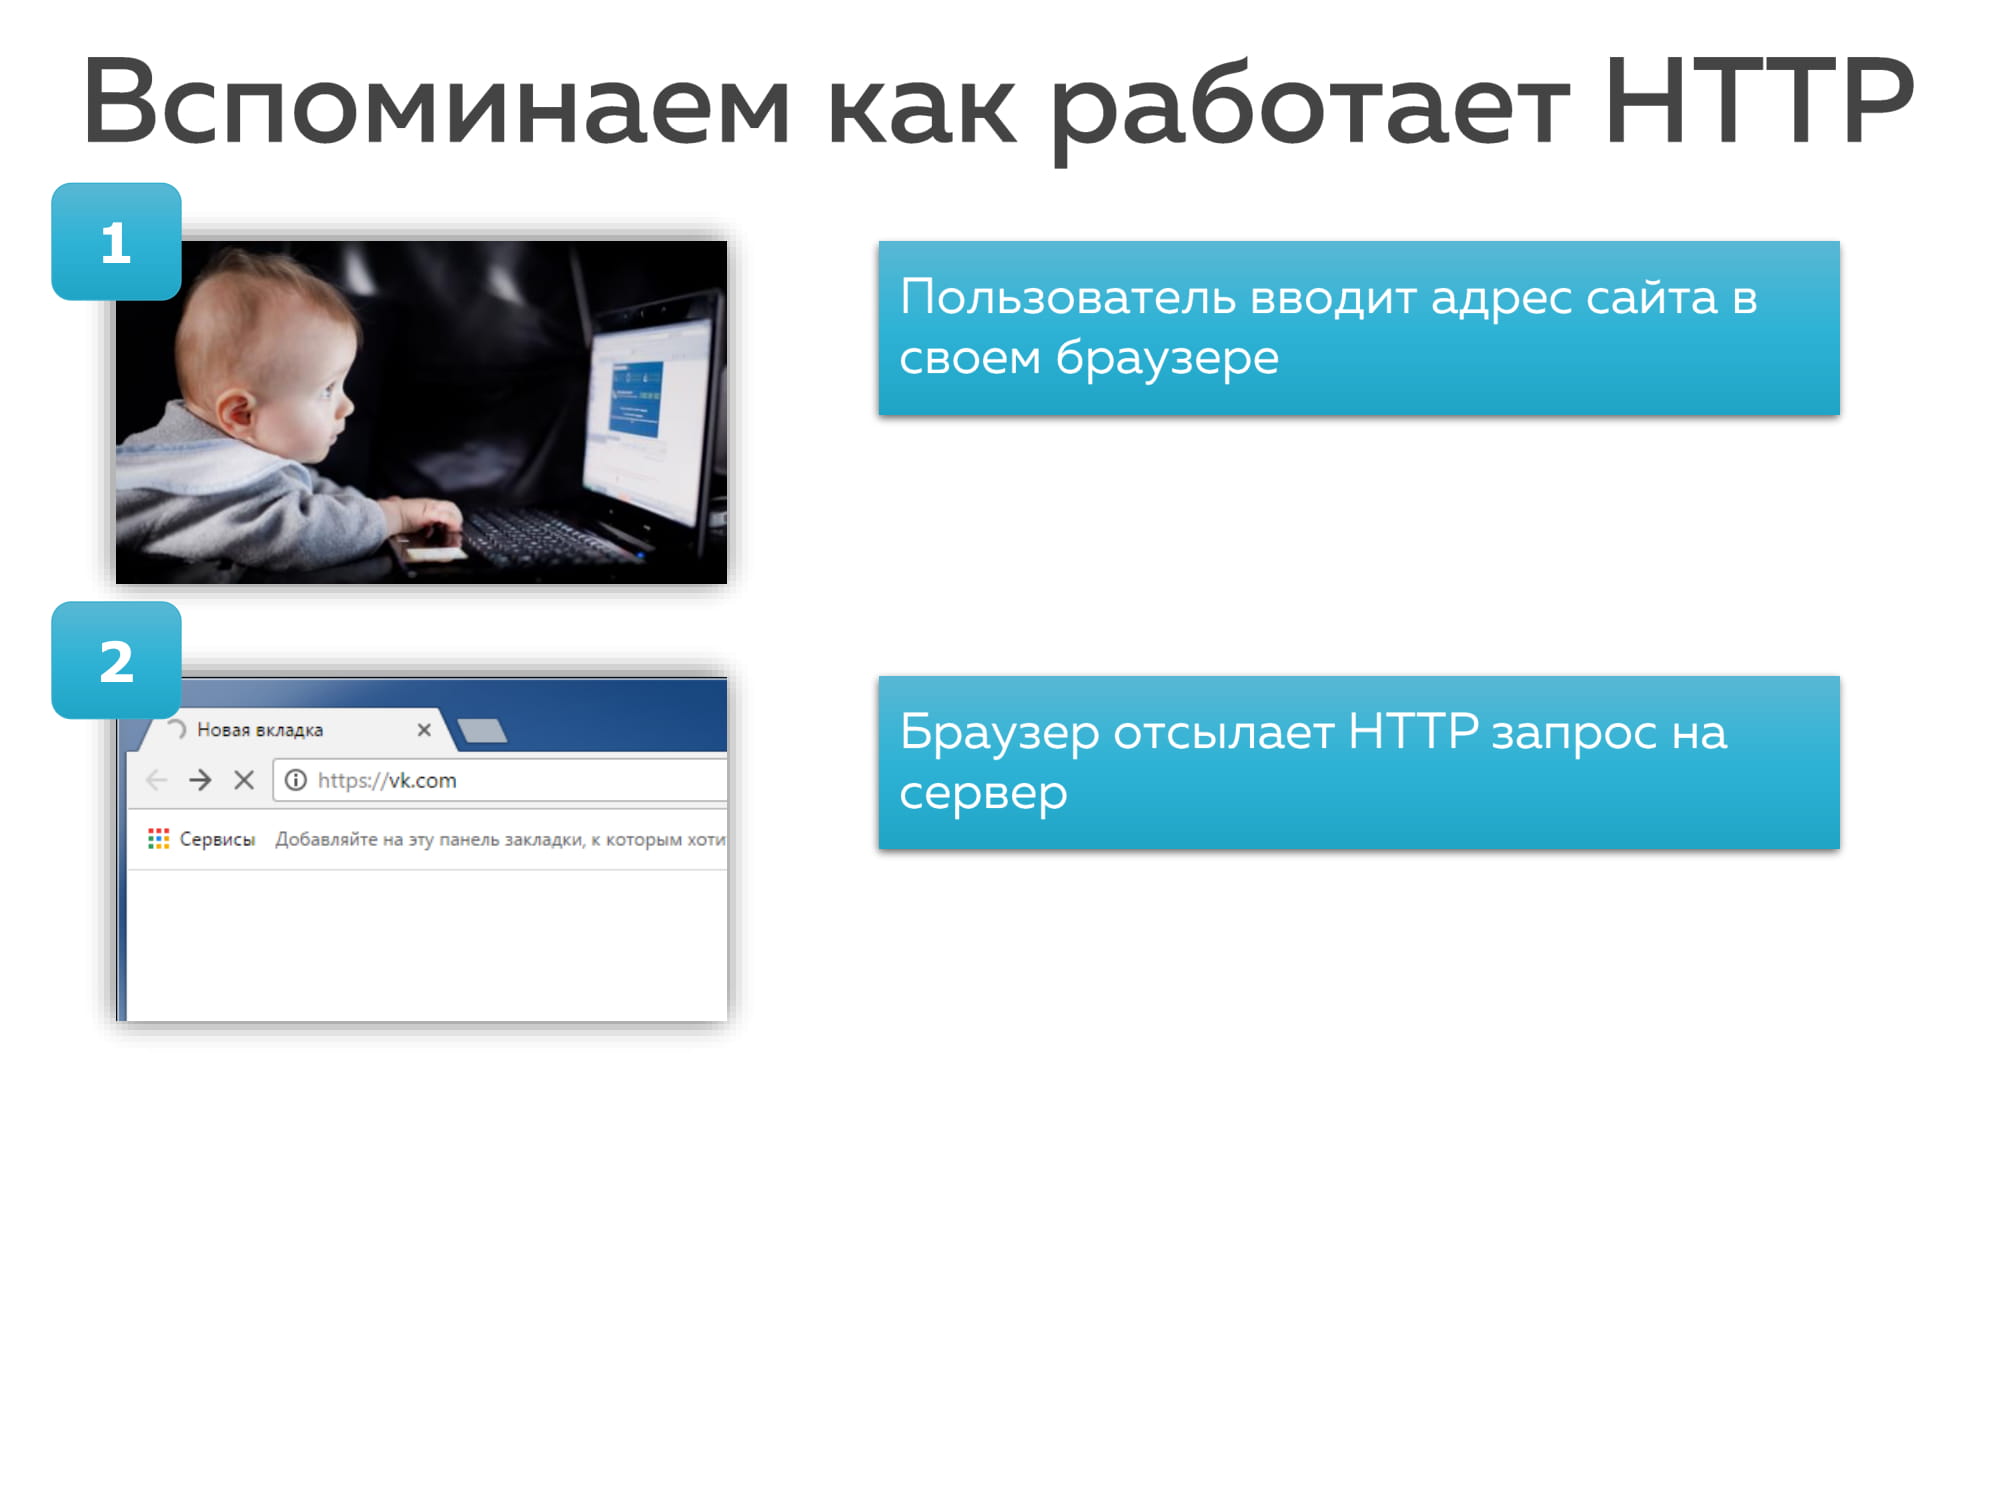 Вспоминаем как работает HTTP
1
Пользователь вводит адрес сайта в
своем браузере
2
Новая вкладка
https://vk.com
Сервисы Добавляйте на эту панель закладки, к которым хоти
Браузер отсылает HTTP запрос на
сервер